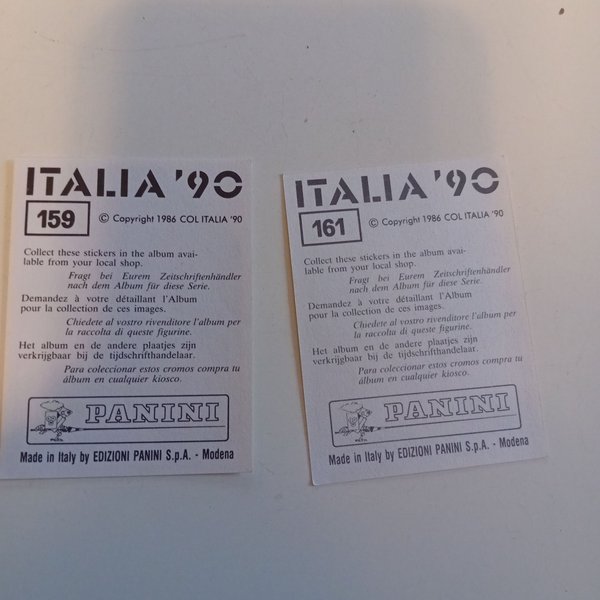 ITALIA '90
159
© Copyright 1986 COL ITALIA '90
Collect these stickers in the album avai-
lable from your local shop.
Fragt bei Eurem Zeitschriftenhändler
nach dem Album für diese Serie.
Demandez à votre détaillant l'Album
pour la collection de ces images.
Chiedete al vostro rivenditore l'album per
la raccolta di queste figurine.
Het album en de andere plaatjes zijn
verkrijgbaar bij de tijdschrifthandelaar.
Para coleccionar estos cromos compra tu
álbum en cualquier kiosco.
PANINI
Made in Italy by EDIZIONI PANINI S.p.A. - Modena
ITALIA '90
161
© Copyright 1986 COL ITALIA '90
Collect these stickers in the album avai-
lable from your local shop.
Fragt bei Eurem Zeitschriftenhändler
nach dem Album für diese Serie.
Demandez à votre détaillant l'Album
pour la collection de ces images.
Chiedete al vostro rivenditore l'album per
la raccolta di queste figurine.
Het album en de andere plaatjes zijn
verkrijgbaar bij de tijdschrifthandelaar.
Para coleccionar estos cromos compra tu
álbum en cualquier kiosco.
PANINI
Made in Italy by EDIZIONI PANINI S.p.A. - Modena